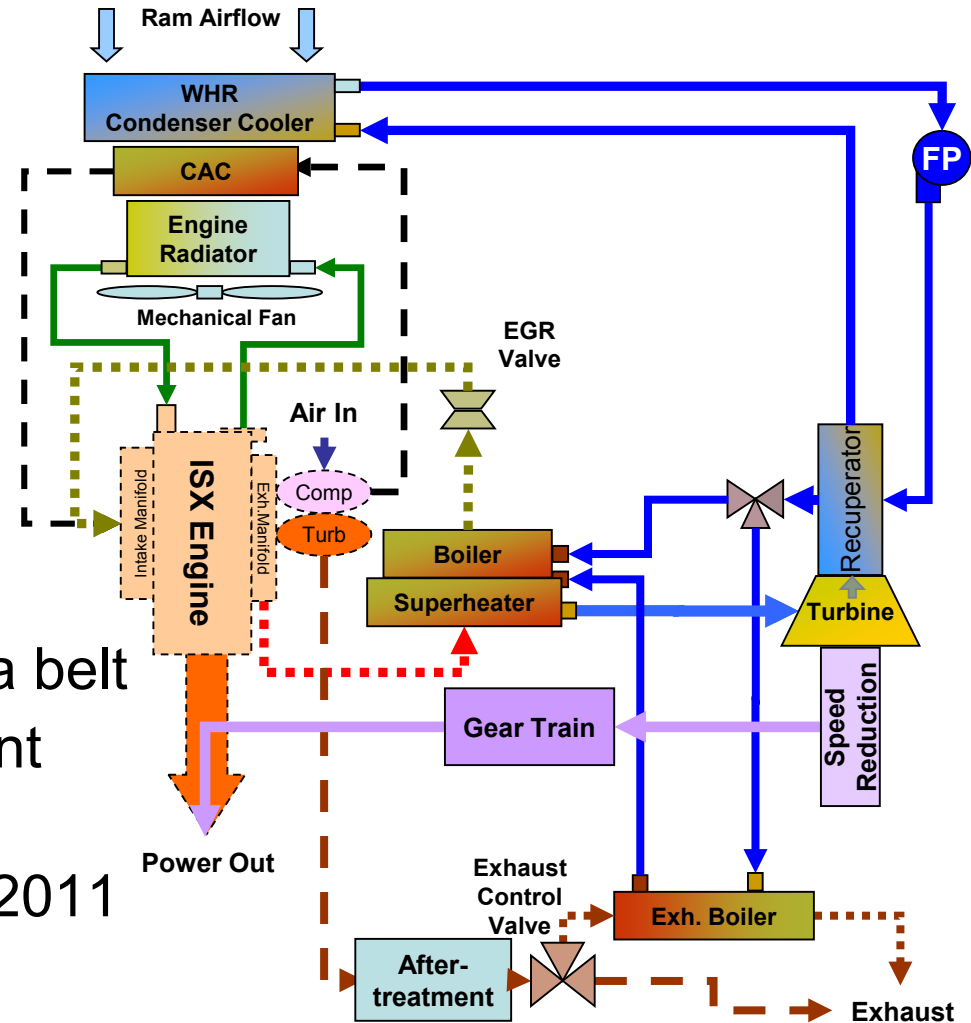 Ram Airflow
WHR
Condenser Cooler
FP
CAC
Engine
Radiator
Mechanical Fan
EGR
Valve
Air In
Intake Manifold
ISX Engine
Exh.Manifold
Comp
Turb
Recuperator
Boiler
Superheater
Turbine
a belt
Gear Train
Speed
Reduction
nt
Power Out
2011
Exhaust
Control
Valve
Exh. Boiler
After-
treatment
Exhaust